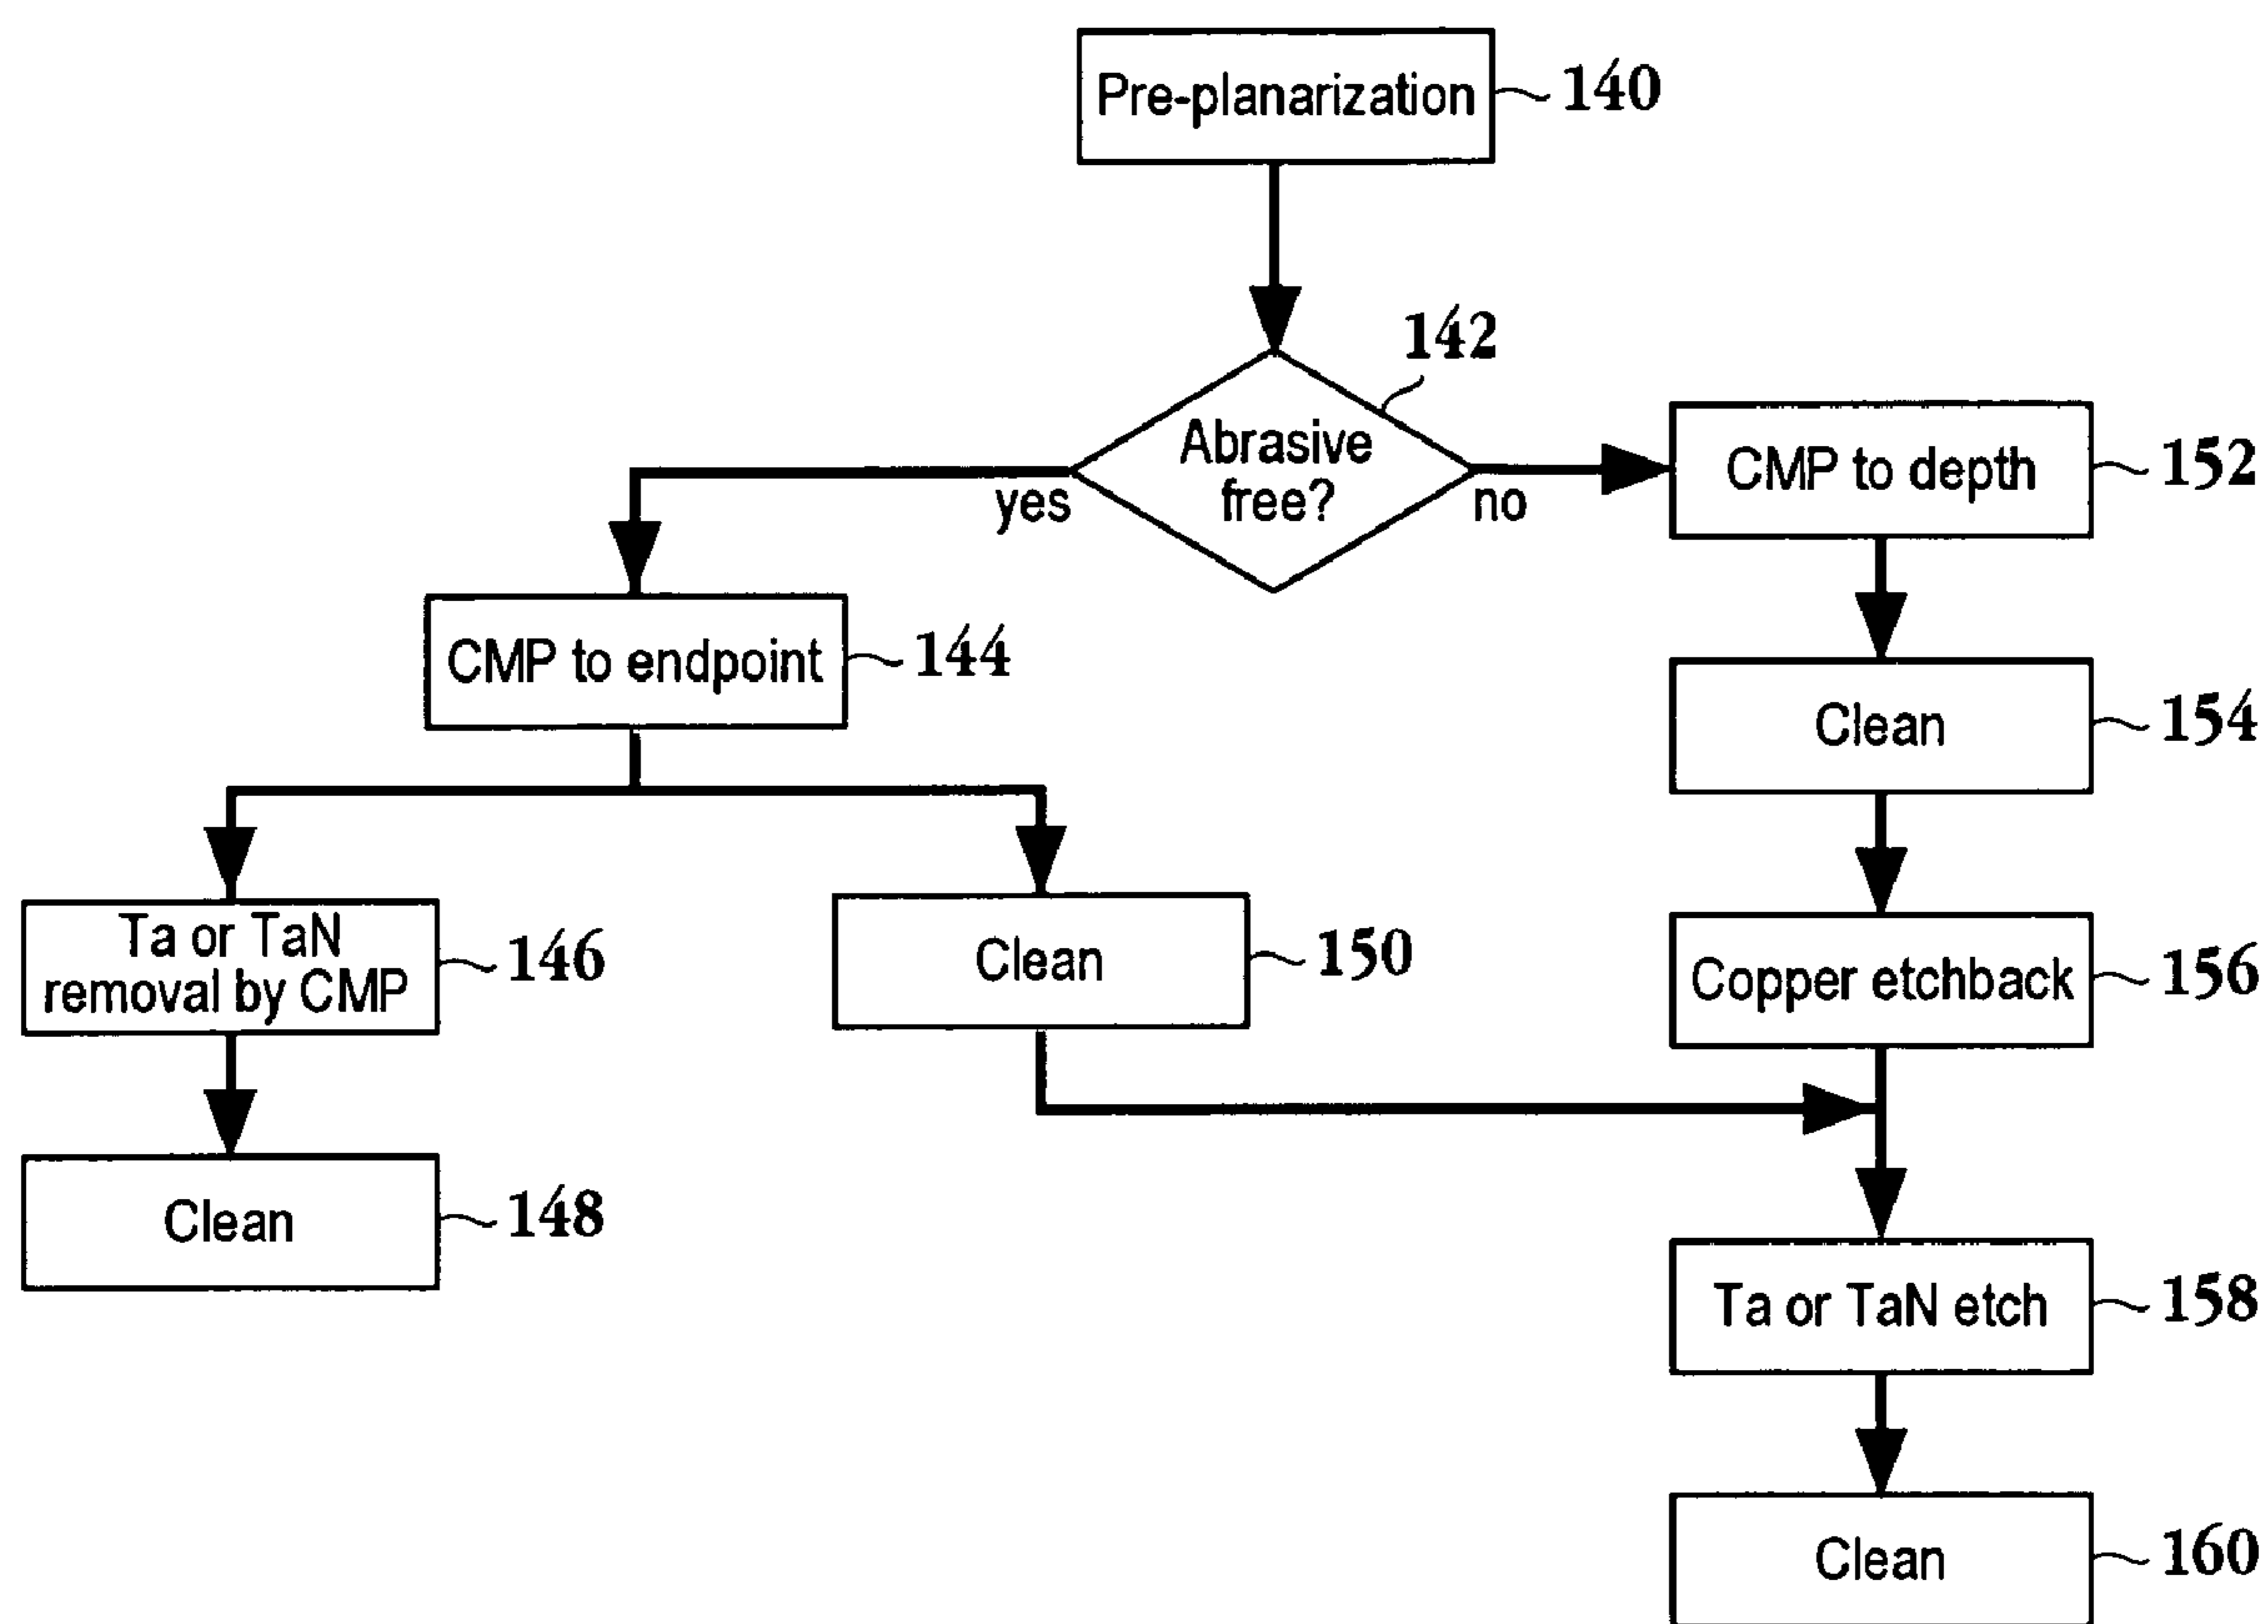 Pre-planarization
140
142
Abrasive
free?
yes
no
CMP to depth
152
CMP to endpoint
144
Clean
154
Ta or TaN
removal by CMP
146
Clean
150
Copper etchback
156
Clean
148
Ta or TaN etch
158
Clean
160